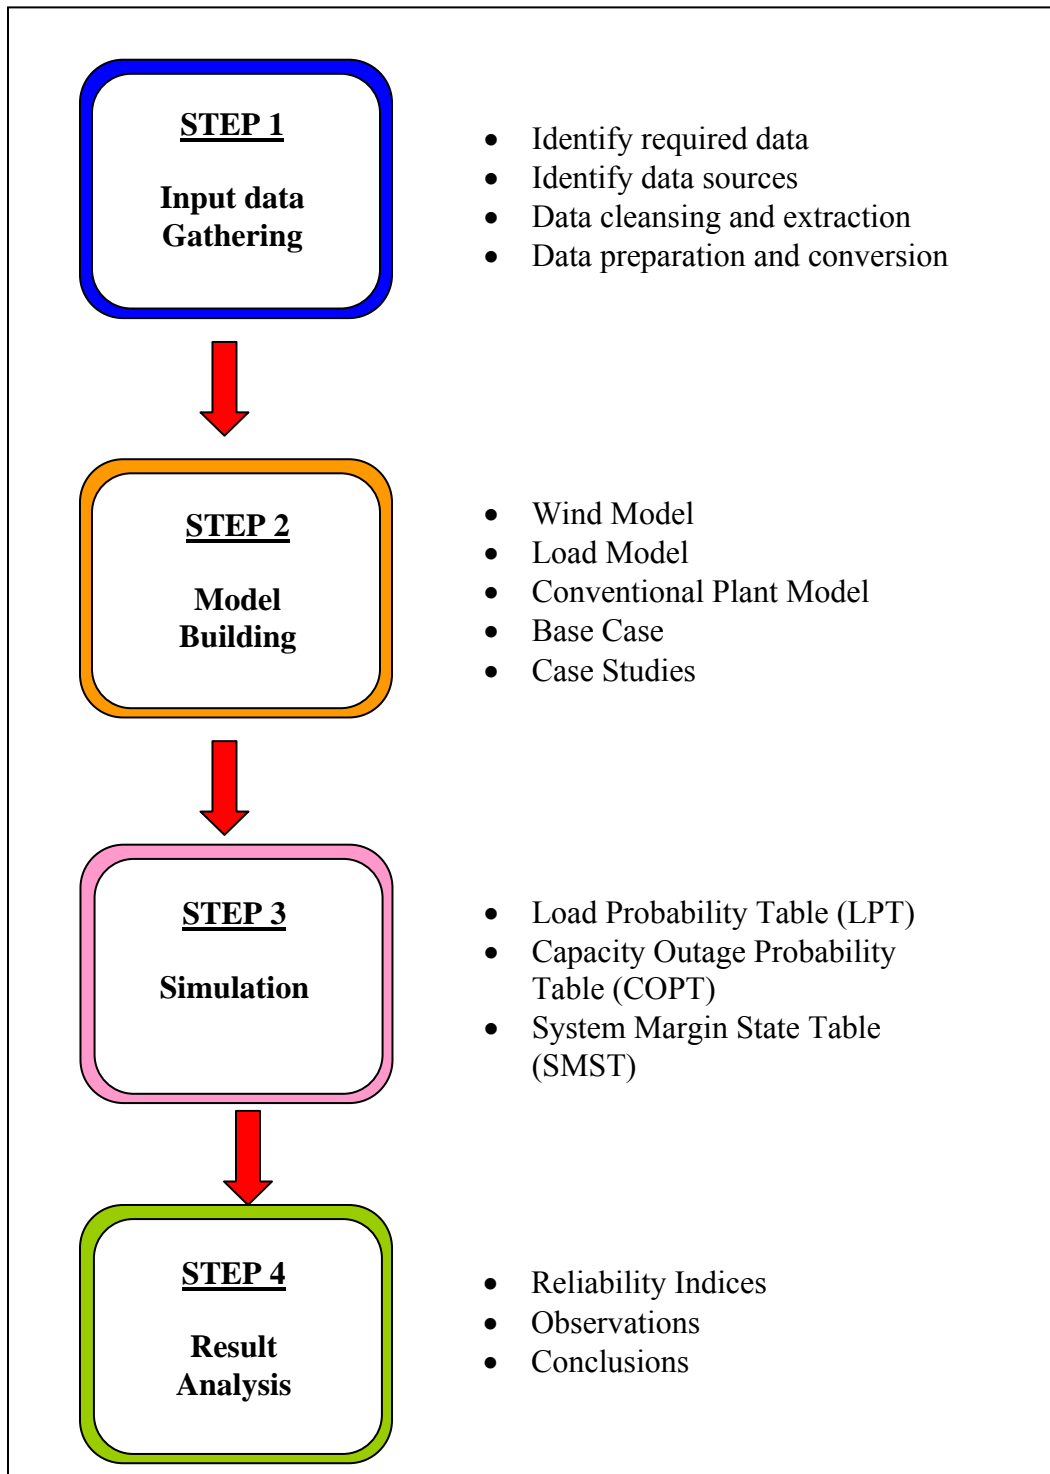 STEP 1
Input data
Gathering
• Identify required data
• Identify data sources
• Data cleansing and extraction
• Data preparation and conversion
STEP 2
Model
Building
• Wind Model
• Load Model
• Conventional Plant Model
• Base Case
• Case Studies
STEP 3
Simulation
• Load Probability Table (LPT)
• Capacity Outage Probability
Table (COPT)
• System Margin State Table
(SMST)
STEP 4
Result
Analysis
• Reliability Indices
• Observations
• Conclusions